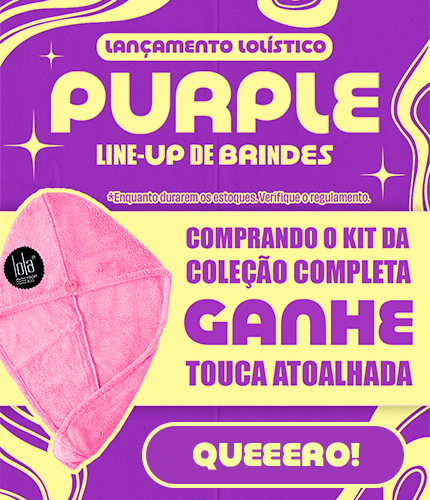 LANÇAMENTO LOLÍSTICO
PURPLE
LINE-UP DE BRINDES
*Enquanto durarem os estoques. Verifique o regulamento.
COMPRANDO O KIT DA
COLEÇÃO COMPLETA
GANHE
TOUCA ATOALHADA
lola
QUEEERO!